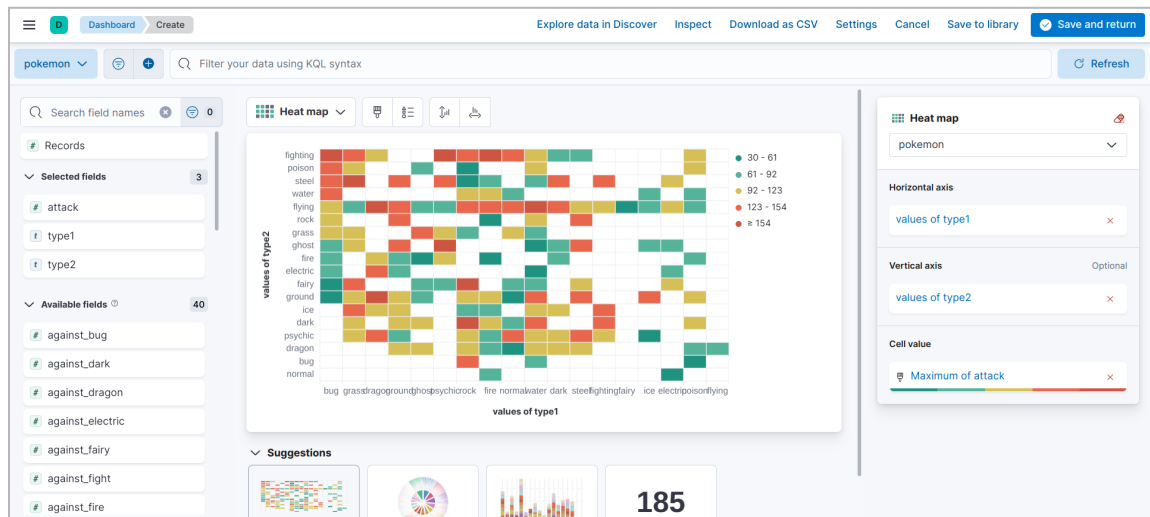 D Dashboard Create Explore data in Discover Inspect Download as CSV Settings Cancel Save to library Save and return
pokemon Filter your data using KQL syntax Refresh
Search field names 0
# Records
Selected fields 3
# attack
t type1
t type2
Available fields 40
# against_bug
# against_dark
# against_dragon
# against_electric
# against_fairy
# against_fight
# against_fire
Heat map
values of type2
fighting
poison
steel
water
flying
rock
grass
ghost
fire
electric
fairy
ground
ice
dark
psychic
dragon
bug
normal
bug grass dragon ground ghost psychic rock fire normal water dark steel fighting fairy ice electric poison flying
values of type1
30 - 61
61 - 92
92 - 123
123 - 154
≥ 154
Suggestions
185
Heat map
pokemon
Horizontal axis
values of type1
Vertical axis Optional
values of type2
Cell value
Maximum of attack